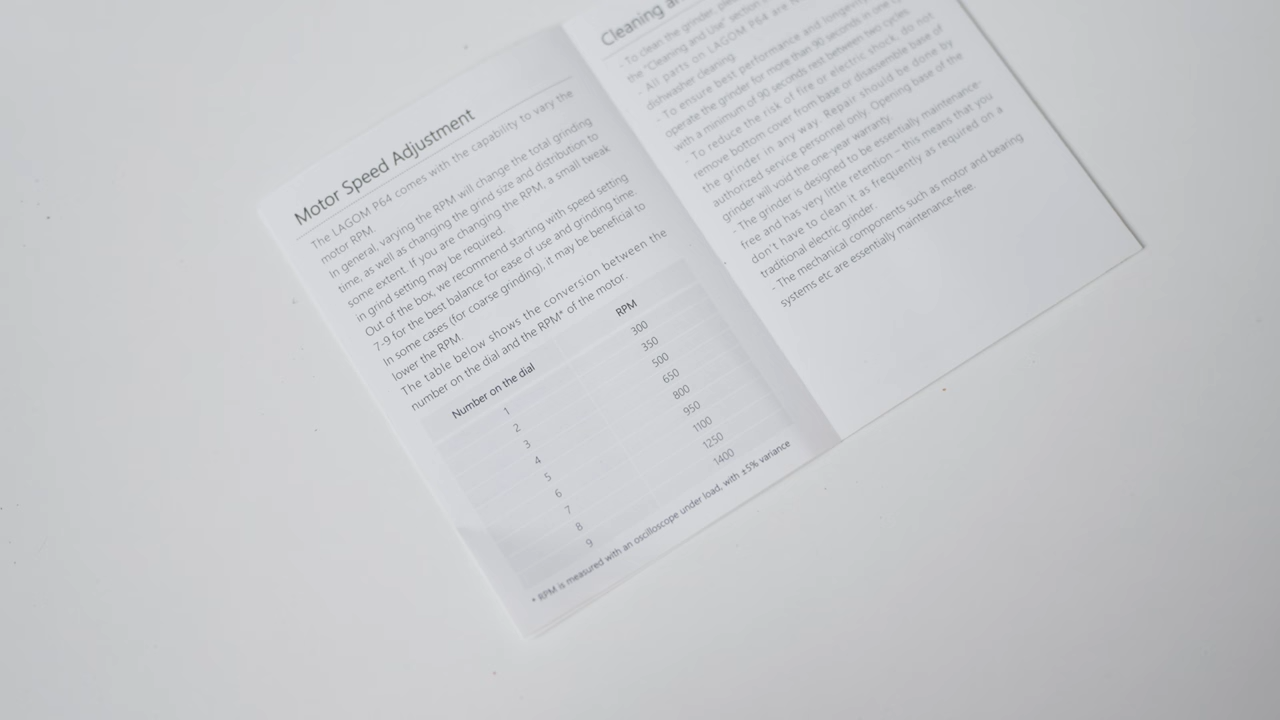 Motor Speed Adjustment
The LAGOM P64 comes with the capability to vary the
motor RPM.
In general, varying the RPM will change the total grinding
time, as well as changing the grind size and distribution to
some extent. If you are changing the RPM, a small tweak
in grind setting may be required.
Out of the box, we recommend starting with speed setting
7-9 for the best balance for ease of use and grinding time.
In some cases (for coarse grinding), it may be beneficial to
lower the RPM.
The table below shows the conversion between the
number on the dial and the RPM* of the motor.
Number on the dial RPM
1 300
2 350
3 500
4 650
5 800
6 950
7 1100
8 1250
9 1400
* RPM is measured with an oscilloscope under load, with ±5% variance
Cleaning
- To clean the grinder,
the "Cleaning and Use" section
- All parts on LAGOM P64 are
dishwasher cleaning.
- To ensure best performance and longevity
operate the grinder for more than 90 seconds in one
with a minimum of 90 seconds rest between two cycles
- To reduce the risk of fire or electric shock, do not
remove bottom cover from base or disassemble base of
the grinder in any way. Repair should be done by
authorized service personnel only. Opening base of the
grinder will void the one-year warranty.
- The grinder is designed to be essentially maintenance-
free and has very little retention – this means that you
don't have to clean it as frequently as required on a
traditional electric grinder.
- The mechanical components such as motor and bearing
systems etc are essentially maintenance-free.